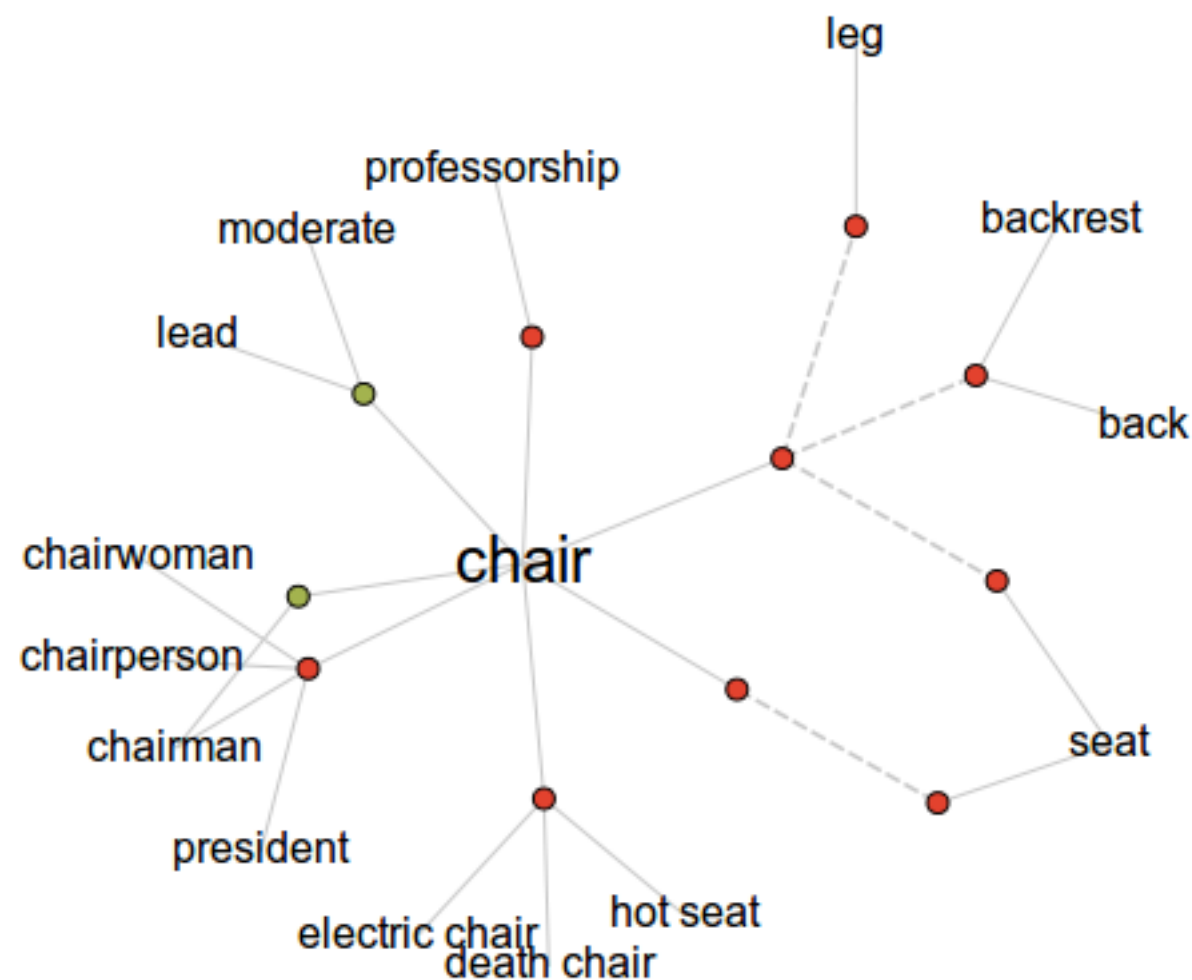 leg
professorship
backrest
moderate
lead
back
chair
chairwoman
chairperson
chairman
seat
president
hot seat
electric chair
death chair